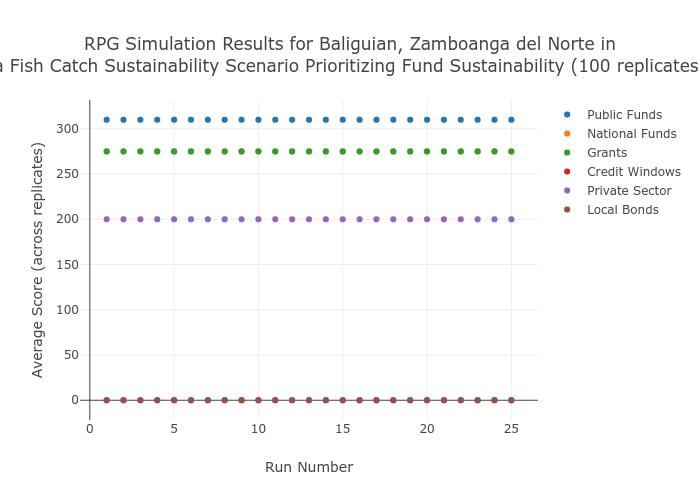 RPG Simulation Results for Baliguian, Zamboanga del Norte in
a Fish Catch Sustainability Scenario Prioritizing Fund Sustainability (100 replicates
Average Score (across replicates)
300
250
200
150
100
50
0
0 5 10 15 20 25
Run Number
Public Funds
National Funds
Grants
Credit Windows
Private Sector
Local Bonds